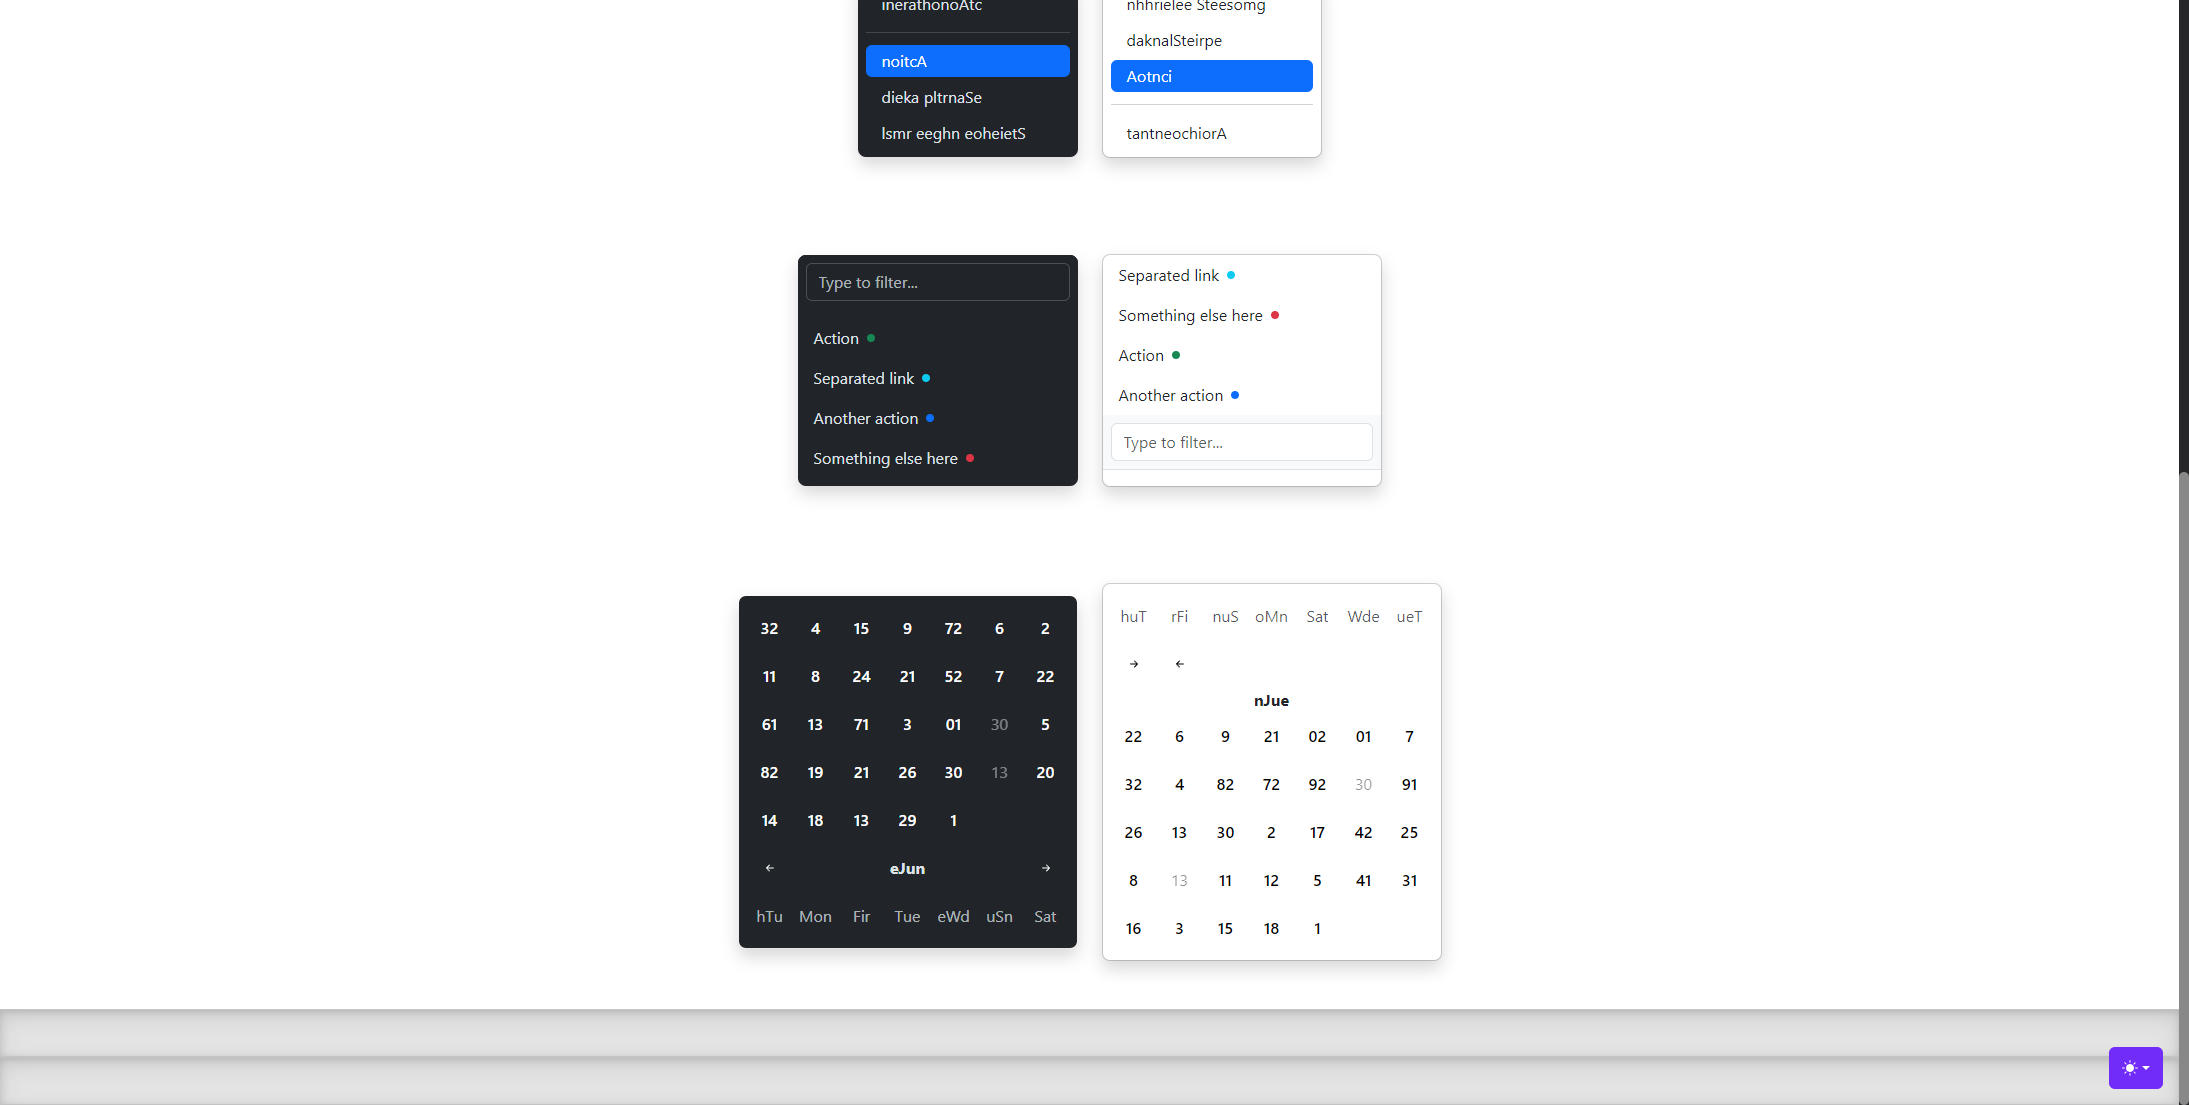 inerathonoAtc
noitcA
dieka pltrnaSe
lsmr eeghn eoheietS
nhhrielee Steesomg
daknalSteirpe
Aotnci
tantneochiorA
Type to filter...
Action
Separated link
Another action
Something else here
Separated link
Something else here
Action
Another action
Type to filter...
32 4 15 9 72 6 2
11 8 24 21 52 7 22
61 13 71 3 01 30 5
82 19 21 26 30 13 20
14 18 13 29 1
← eJun →
hTu Mon Fir Tue eWd uSn Sat
huT rFi nuS oMn Sat Wde ueT
→ ←
nJue
22 6 9 21 02 01 7
32 4 82 72 92 30 91
26 13 30 2 17 42 25
8 13 11 12 5 41 31
16 3 15 18 1